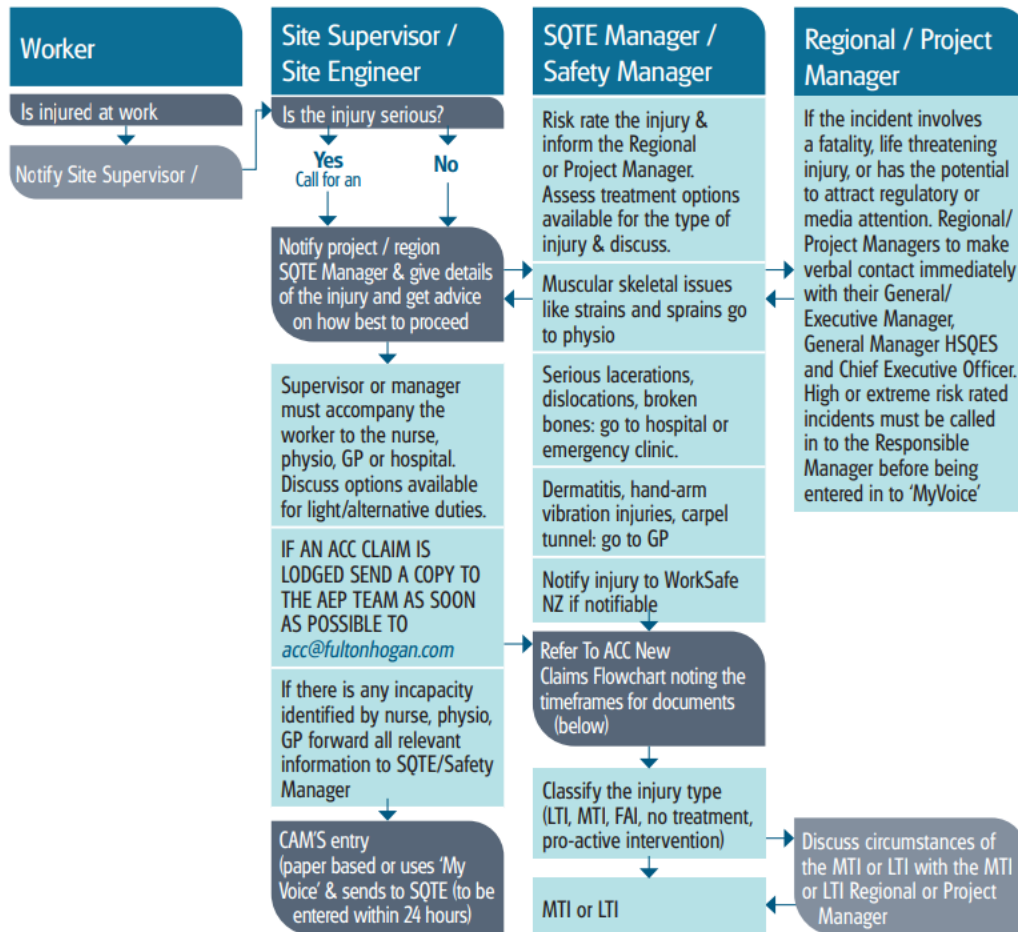 Worker
Is injured at work
Notify Site Supervisor /
Site Supervisor /
Site Engineer
Is the injury serious?
Yes
Call for an
No
Notify project / region
SQTE Manager & give details
of the injury and get advice
on how best to proceed
Supervisor or manager
must accompany the
worker to the nurse,
physio, GP or hospital.
Discuss options available
for light/alternative duties.
IF AN ACC CLAIM IS
LODGED SEND A COPY TO
THE AEP TEAM AS SOON
AS POSSIBLE TO
acc@fultonhogan.com
If there is any incapacity
identified by nurse, physio,
GP forward all relevant
information to SQTE/Safety
Manager
CAM'S entry
(paper based or uses 'My
Voice' & sends to SQTE (to be
entered within 24 hours)
SQTE Manager /
Safety Manager
Risk rate the injury &
inform the Regional
or Project Manager.
Assess treatment options
available for the type of
injury & discuss.
Muscular skeletal issues
like strains and sprains go
to physio
Serious lacerations,
dislocations, broken
bones: go to hospital or
emergency clinic.
Dermatitis, hand-arm
vibration injuries, carpel
tunnel: go to GP
Notify injury to WorkSafe
NZ if notifiable
Refer To ACC New
Claims Flowchart noting the
timeframes for documents
(below)
Classify the injury type
(LTI, MTI, FAI, no treatment,
pro-active intervention)
MTI or LTI
Regional / Project
Manager
If the incident involves
a fatality, life threatening
injury, or has the potential
to attract regulatory or
media attention. Regional/
Project Managers to make
verbal contact immediately
with their General/
Executive Manager,
General Manager HSQES
and Chief Executive Officer.
High or extreme risk rated
incidents must be called
in to the Responsible
Manager before being
entered in to 'MyVoice'
Discuss circumstances of
the MTI or LTI with the MTI
or LTI Regional or Project
Manager